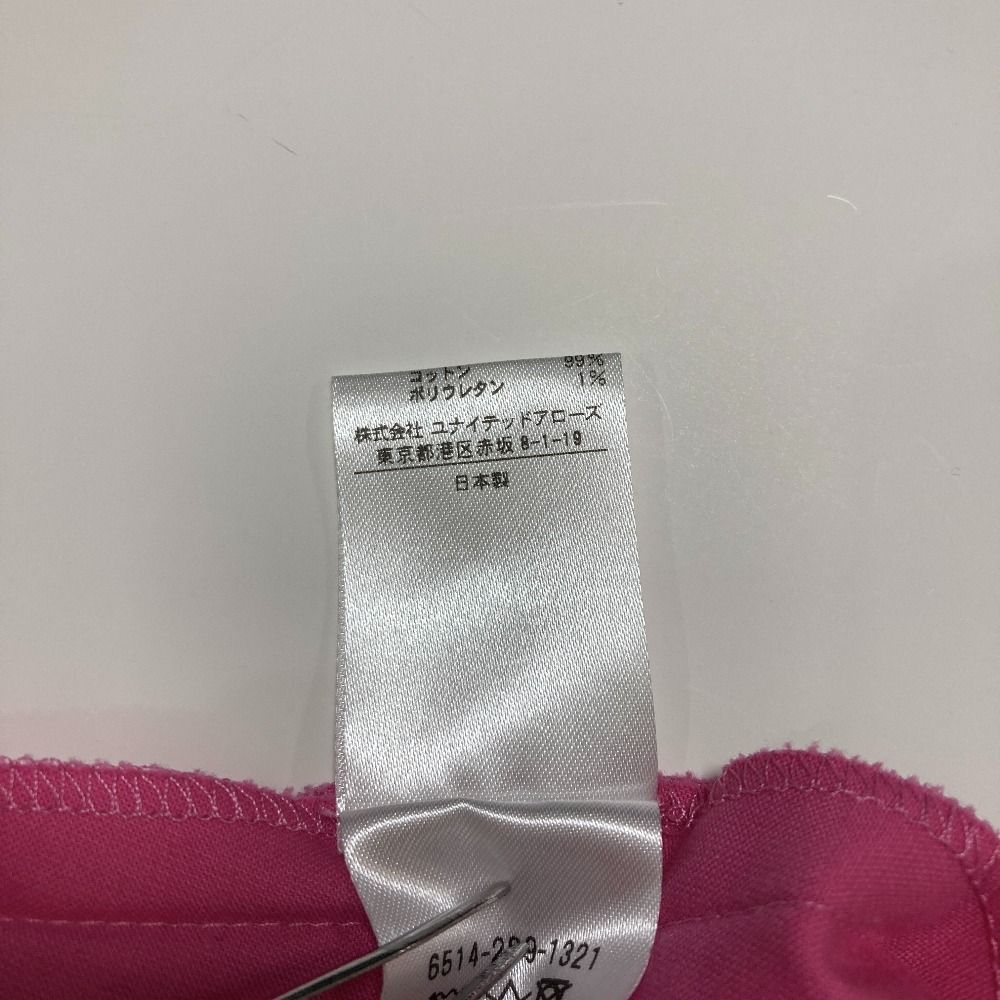 コットン 99%
ポリウレタン 1%
株式会社 ユナイテッドアローズ
東京都港区赤坂 8-1-19
日本製